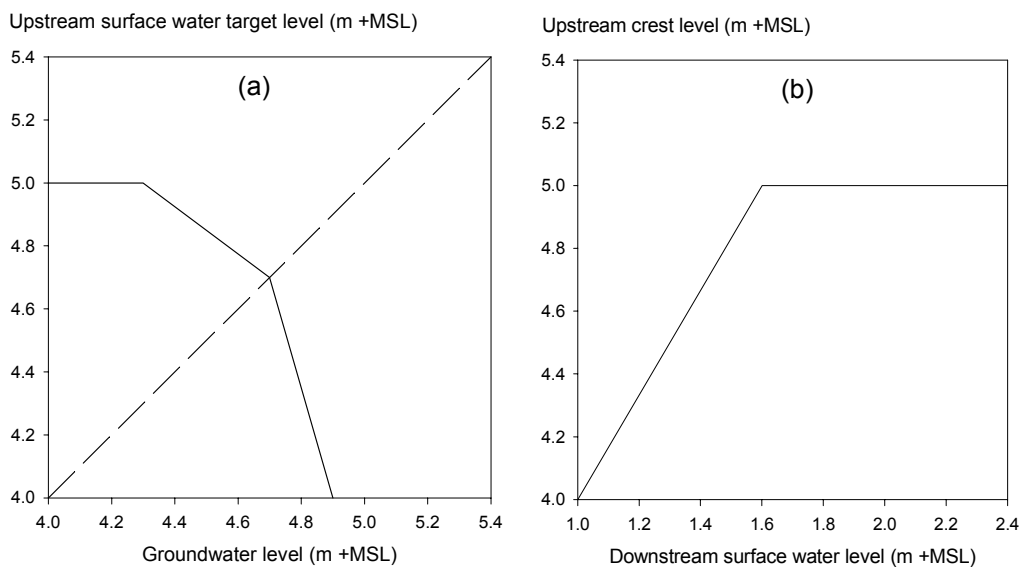 Upstream surface water target level (m +MSL)
5.4
5.2
5.0
4.8
4.6
4.4
4.2
4.0
(a)
4.0 4.2 4.4 4.6 4.8 5.0 5.2 5.4
Groundwater level (m +MSL)
Upstream crest level (m +MSL)
5.4
5.2
5.0
4.8
4.6
4.4
4.2
4.0
(b)
1.0 1.2 1.4 1.6 1.8 2.0 2.2 2.4
Downstream surface water level (m +MSL)